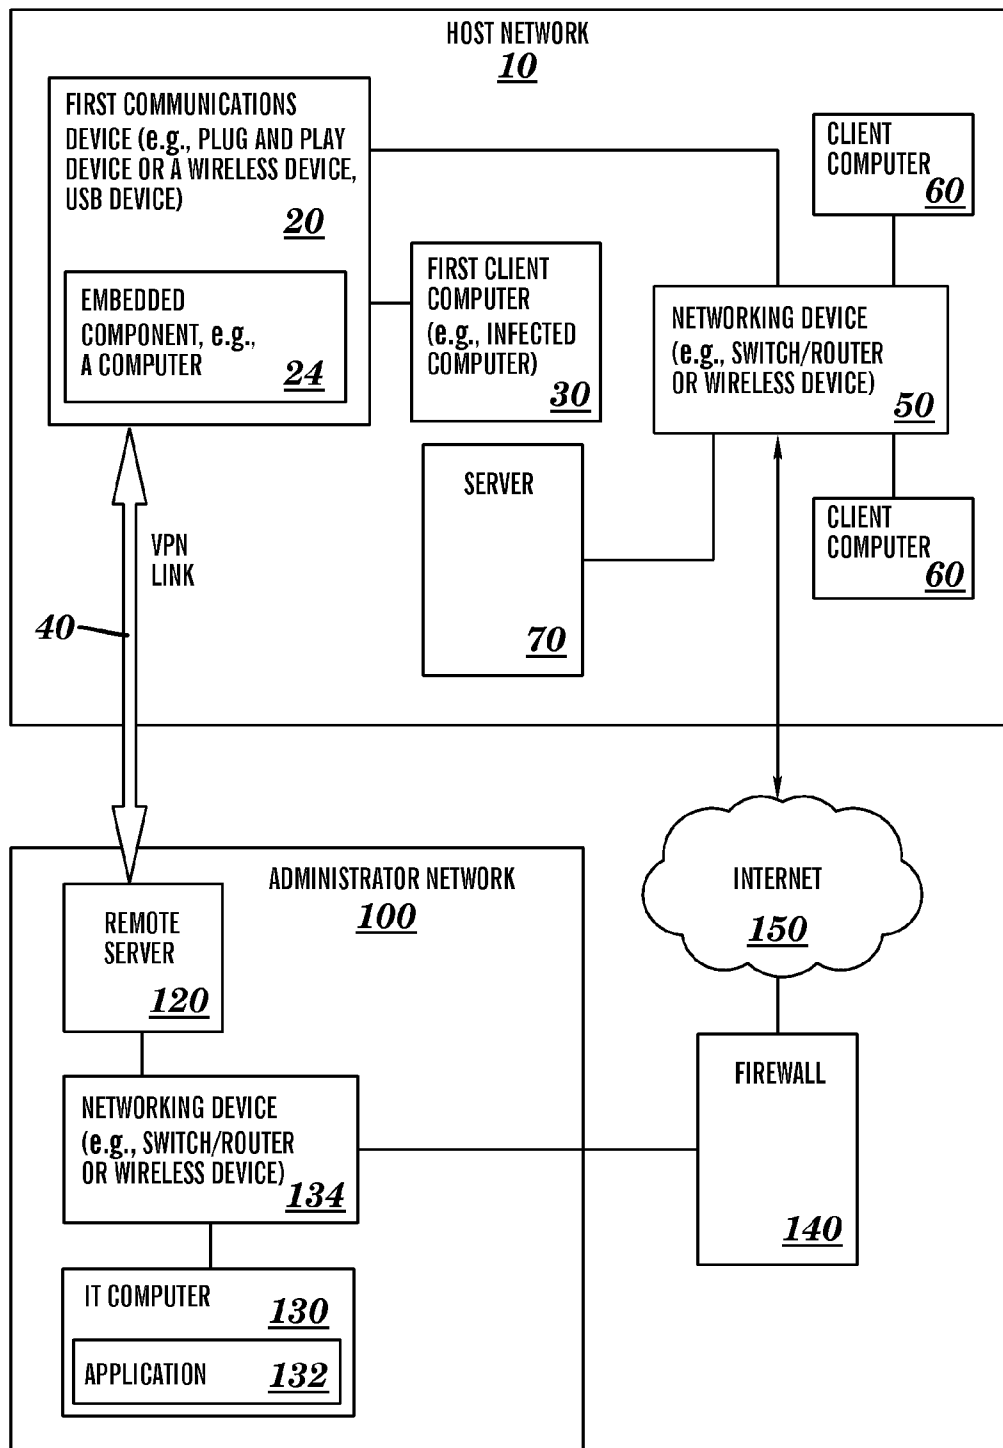 HOST NETWORK
10
FIRST COMMUNICATIONS
DEVICE (e.g., PLUG AND PLAY
DEVICE OR A WIRELESS DEVICE,
USB DEVICE)
20
EMBEDDED
COMPONENT, e.g.,
A COMPUTER
24
FIRST CLIENT
COMPUTER
(e.g., INFECTED
COMPUTER)
30
CLIENT
COMPUTER
60
NETWORKING DEVICE
(e.g., SWITCH/ROUTER
OR WIRELESS DEVICE)
50
SERVER
70
CLIENT
COMPUTER
60
VPN
LINK
40
ADMINISTRATOR NETWORK
100
REMOTE
SERVER
120
INTERNET
150
NETWORKING DEVICE
(e.g., SWITCH/ROUTER
OR WIRELESS DEVICE)
134
FIREWALL
140
IT COMPUTER
130
APPLICATION
132